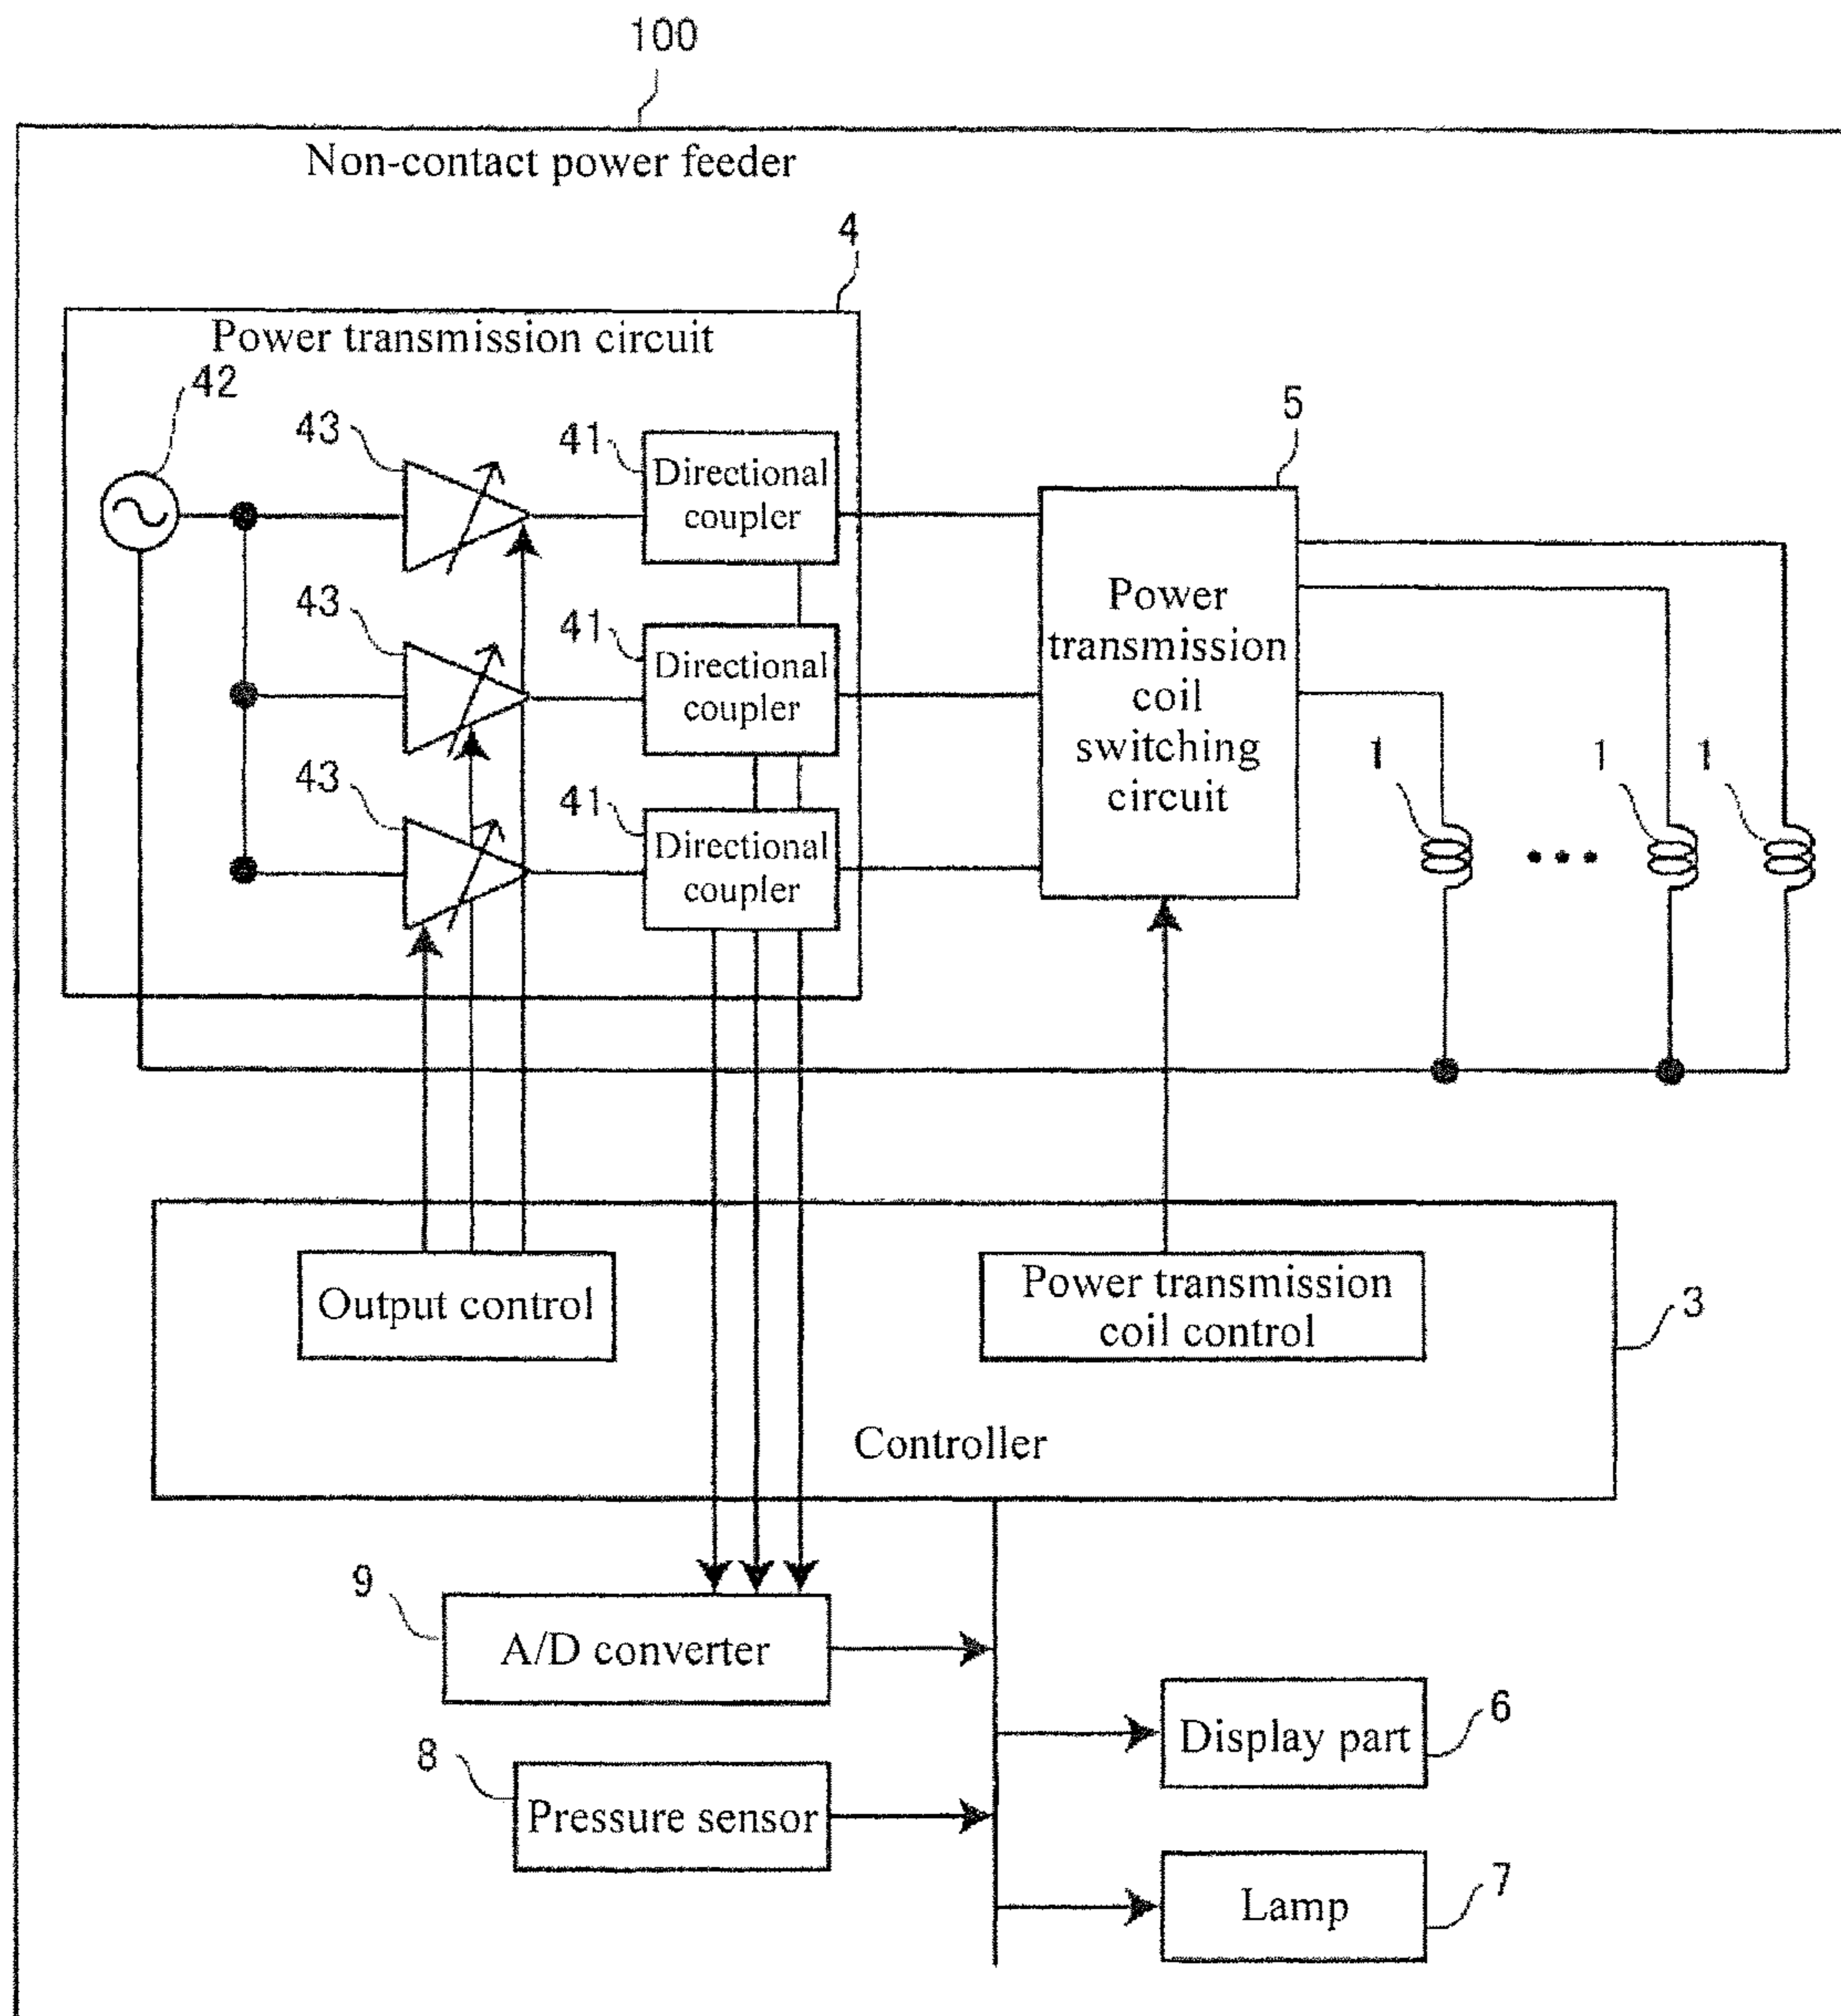 100
Non-contact power feeder
4
Power transmission circuit
42
43
41
Directional
coupler
5
43
41
Directional
coupler
Power
transmission
coil
switching
circuit
43
41
Directional
coupler
1
1
1
Output control
Power transmission
coil control
3
Controller
9
A/D converter
8
Pressure sensor
Display part
6
Lamp
7